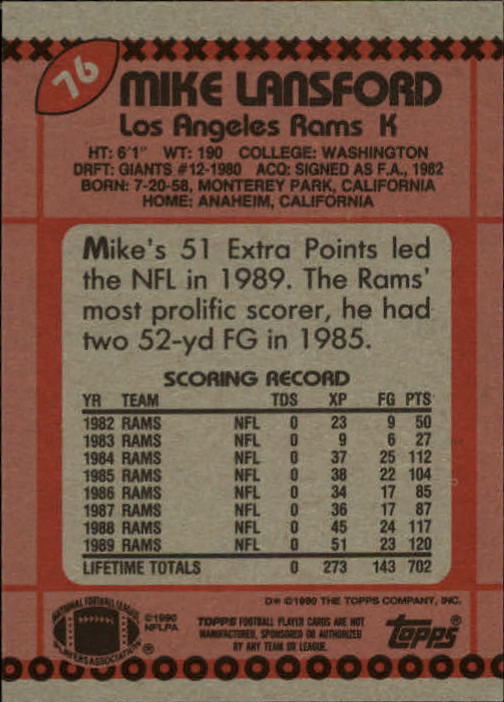 76
MIKE LANSFORD
Los Angeles Rams K
HT: 6'1" WT: 190 COLLEGE: WASHINGTON
DRFT: GIANTS #12-1980 ACQ: SIGNED AS F.A., 1982
BORN: 7-20-58, MONTEREY PARK, CALIFORNIA
HOME: ANAHEIM, CALIFORNIA
Mike's 51 Extra Points led
the NFL in 1989. The Rams'
most prolific scorer, he had
two 52-yd FG in 1985.
SCORING RECORD
YR TEAM TDS XP FG PTS
1982 RAMS NFL 0 23 9 50
1983 RAMS NFL 0 9 6 27
1984 RAMS NFL 0 37 25 112
1985 RAMS NFL 0 38 22 104
1986 RAMS NFL 0 34 17 85
1987 RAMS NFL 0 36 17 87
1988 RAMS NFL 0 45 24 117
1989 RAMS NFL 0 51 23 120
LIFETIME TOTALS 0 273 143 702
D* ©1990 THE TOPPS COMPANY, INC.
NATIONAL FOOTBALL LEAGUE
PLAYERS ASSOCIATION ®
©1990
NFLPA
TOPPS FOOTBALL PLAYER CARDS ARE NOT
MANUFACTURED, SPONSORED OR AUTHORIZED
BY ANY TEAM OR LEAGUE.
topps®